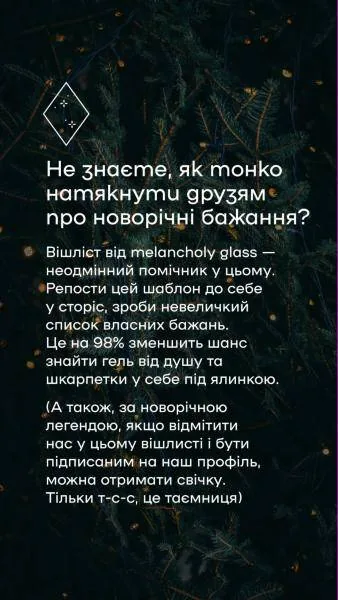 Не знаєте, як тонко
натякнути друзям
про новорічні бажання?
Вішліст від melancholy glass —
неодмінний помічник у цьому.
Репости цей шаблон до себе
у сторіс, зроби невеличкий
список власних бажань.
Це на 98% зменшить шанс
знайти гель від душу та
шкарпетки у себе під ялинкою.
(А також, за новорічною
легендою, якщо відмітити
нас у цьому вішлисті і бути
підписаним на наш профіль,
можна отримати свічку.
Тільки т-с-с, це таємниця)